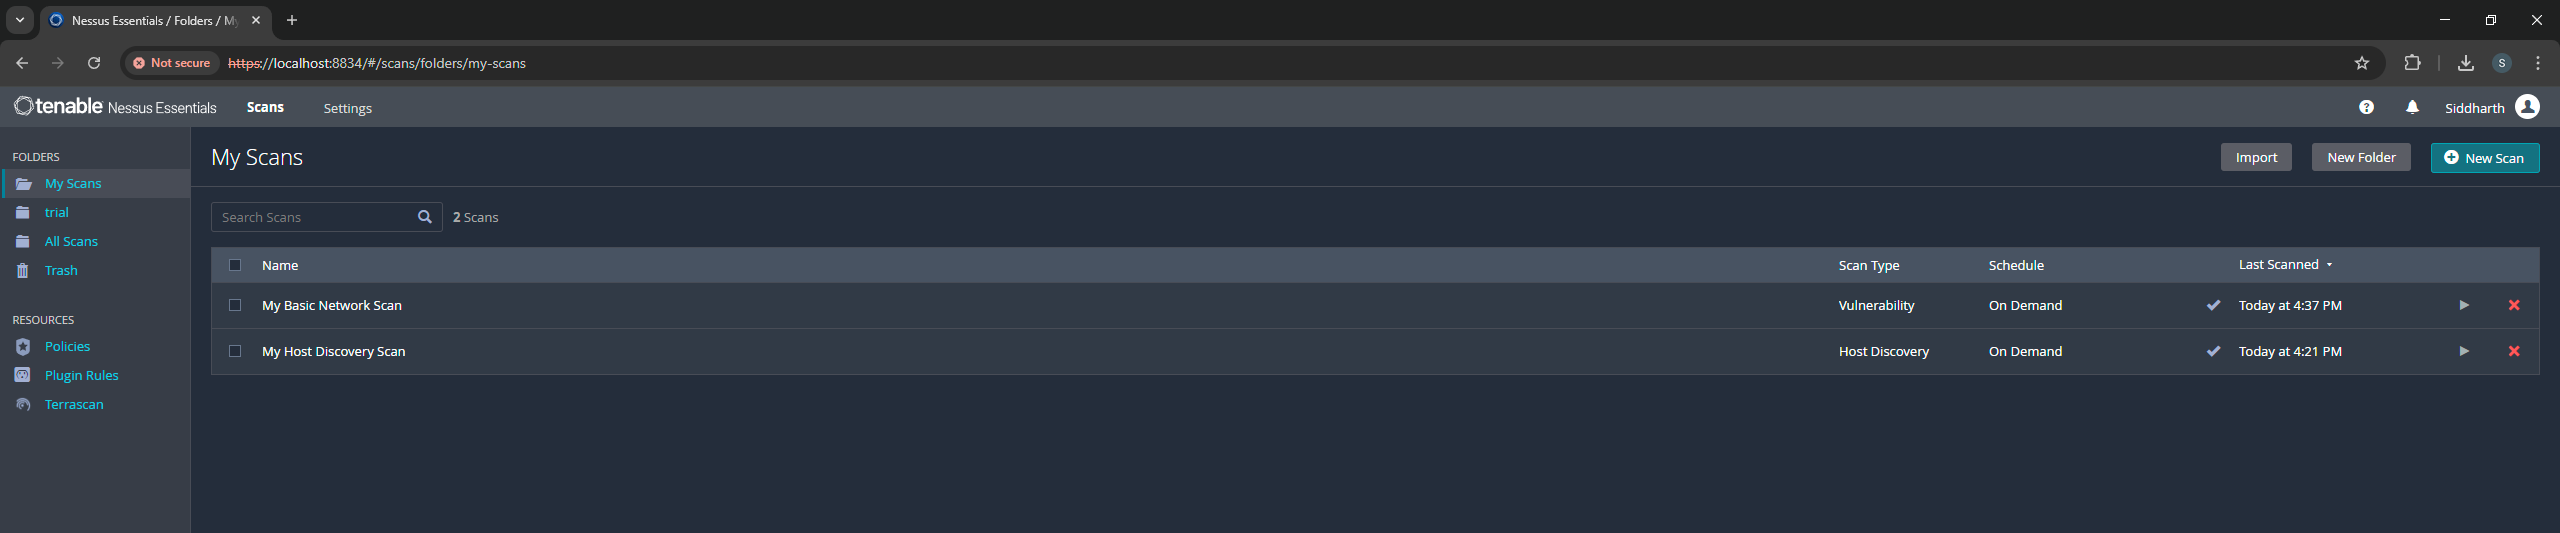 Nessus Essentials / Folders / My
Not secure https://localhost:8834/#/scans/folders/my-scans S
tenable Nessus Essentials Scans Settings ? Siddharth
FOLDERS
My Scans
trial
All Scans
Trash
RESOURCES
Policies
Plugin Rules
Terrascan
My Scans Import New Folder New Scan
Search Scans 2 Scans
Name Scan Type Schedule Last Scanned
My Basic Network Scan Vulnerability On Demand Today at 4:37 PM
My Host Discovery Scan Host Discovery On Demand Today at 4:21 PM